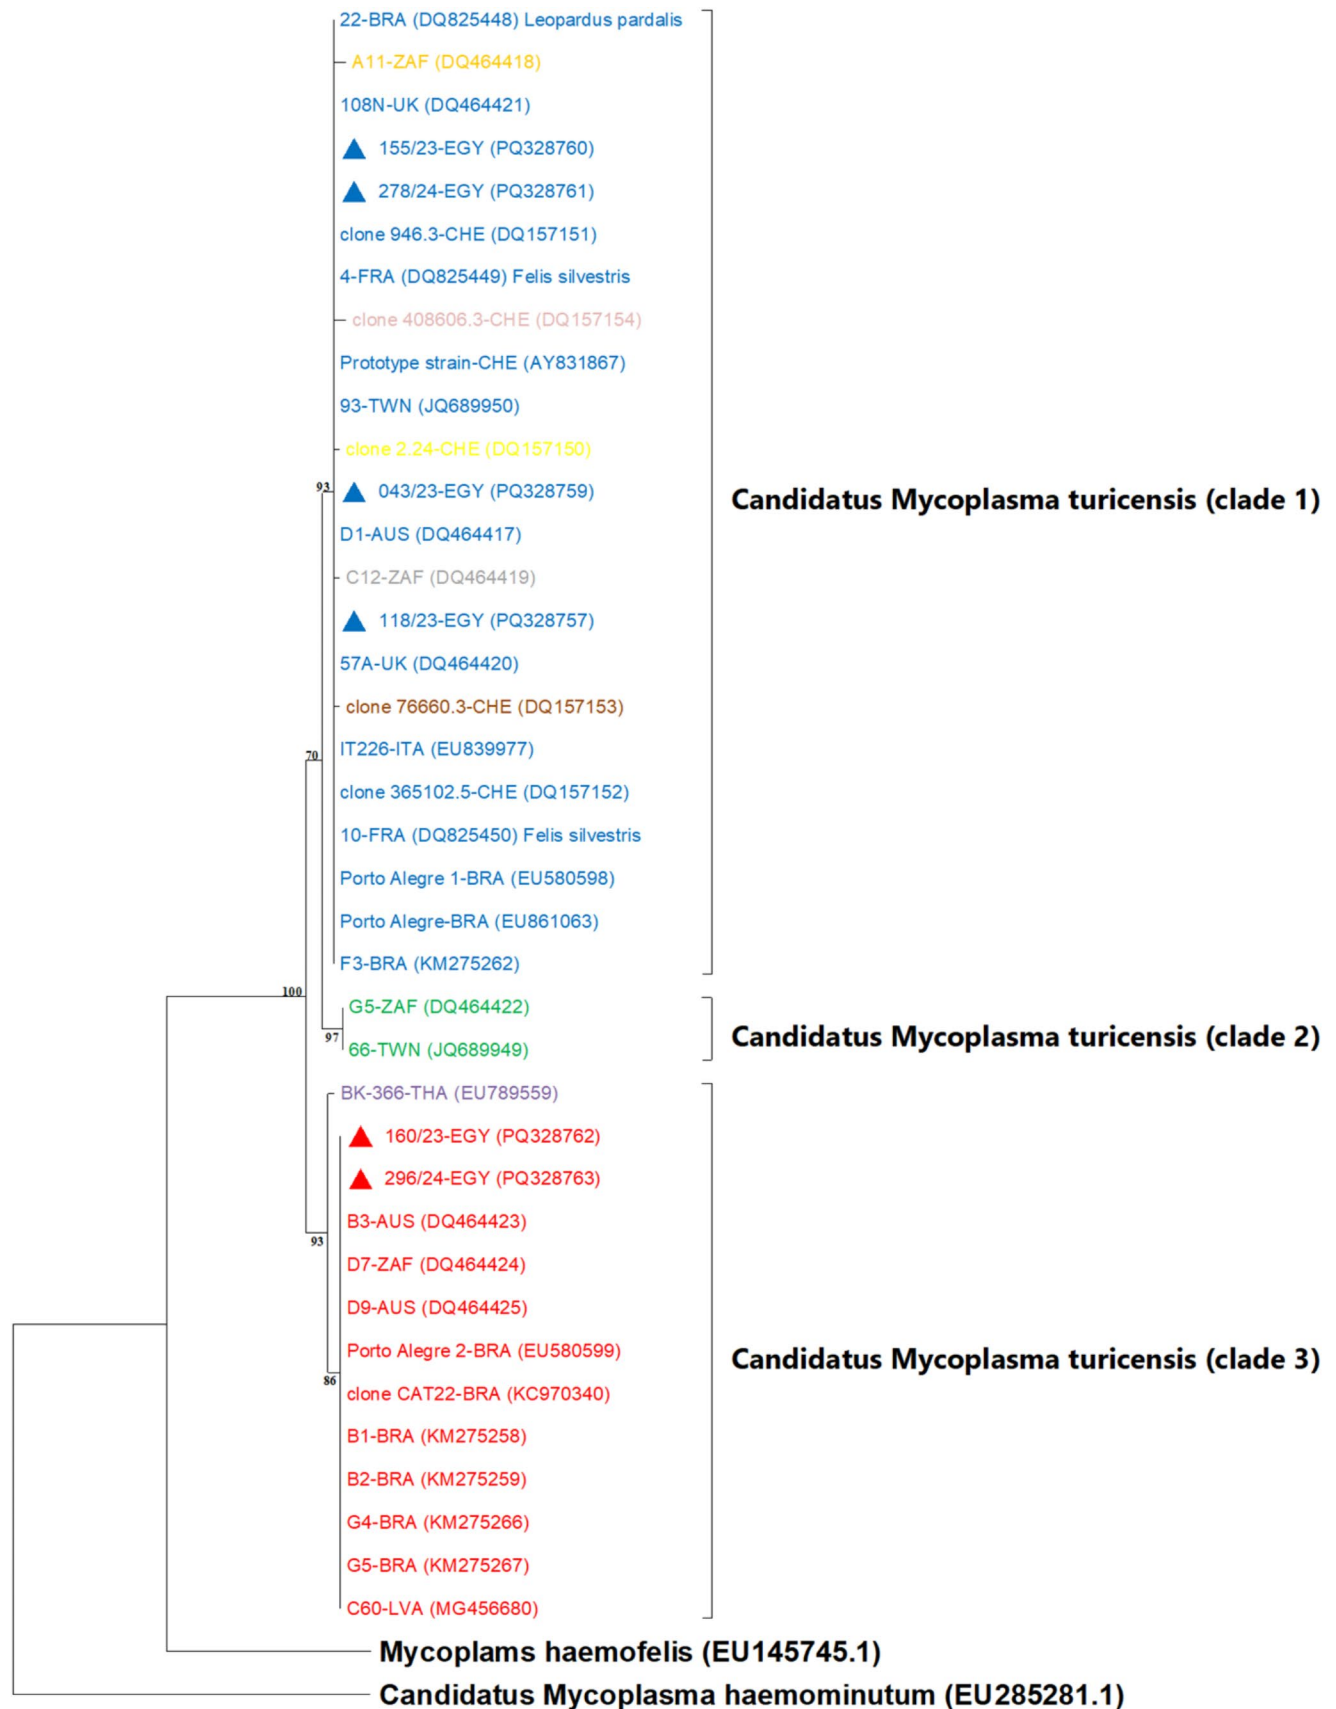 22-BRA (DQ825448) Leopardus pardalis
A11-ZAF (DQ464418)
108N-UK (DQ464421)
155/23-EGY (PQ328760)
278/24-EGY (PQ328761)
clone 946.3-CHE (DQ157151)
4-FRA (DQ825449) Felis silvestris
clone 408606.3-CHE (DQ157154)
Prototype strain-CHE (AY831867)
93-TWN (JQ689950)
clone 2.24-CHE (DQ157150)
93
043/23-EGY (PQ328759)
Candidatus Mycoplasma turicensis (clade 1)
D1-AUS (DQ464417)
C12-ZAF (DQ464419)
118/23-EGY (PQ328757)
57A-UK (DQ464420)
clone 76660.3-CHE (DQ157153)
IT226-ITA (EU839977)
70
clone 365102.5-CHE (DQ157152)
10-FRA (DQ825450) Felis silvestris
Porto Alegre 1-BRA (EU580598)
Porto Alegre-BRA (EU861063)
F3-BRA (KM275262)
100
G5-ZAF (DQ464422)
97
Candidatus Mycoplasma turicensis (clade 2)
66-TWN (JQ689949)
BK-366-THA (EU789559)
160/23-EGY (PQ328762)
296/24-EGY (PQ328763)
B3-AUS (DQ464423)
93
D7-ZAF (DQ464424)
D9-AUS (DQ464425)
Porto Alegre 2-BRA (EU580599)
Candidatus Mycoplasma turicensis (clade 3)
86
clone CAT22-BRA (KC970340)
B1-BRA (KM275258)
B2-BRA (KM275259)
G4-BRA (KM275266)
G5-BRA (KM275267)
C60-LVA (MG456680)
Mycoplams haemofelis (EU145745.1)
Candidatus Mycoplasma haemominutum (EU285281.1)